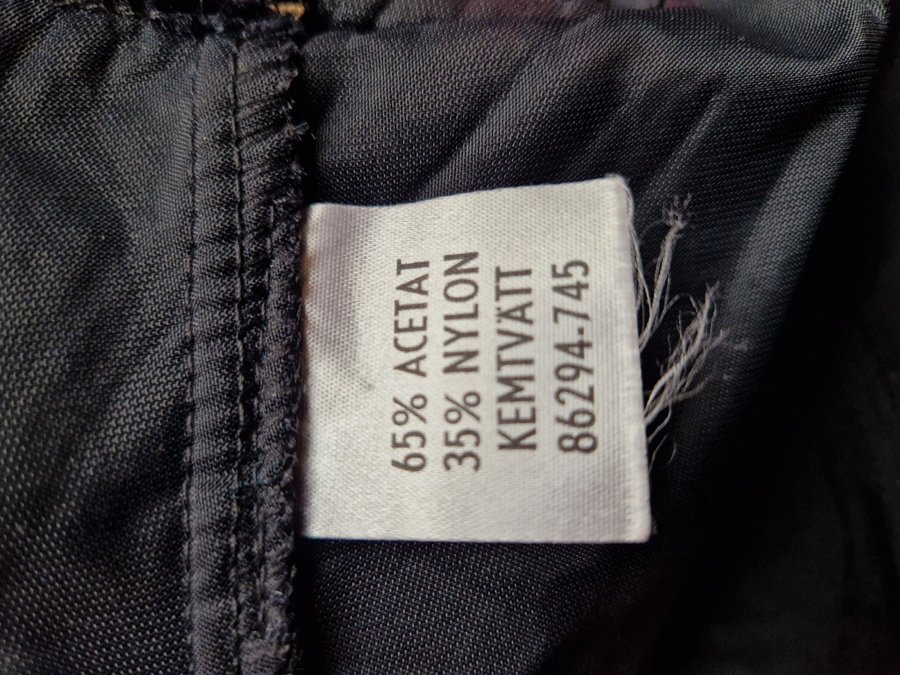 65% ACETAT
35% NYLON
KEMTVÄTT
86294-745